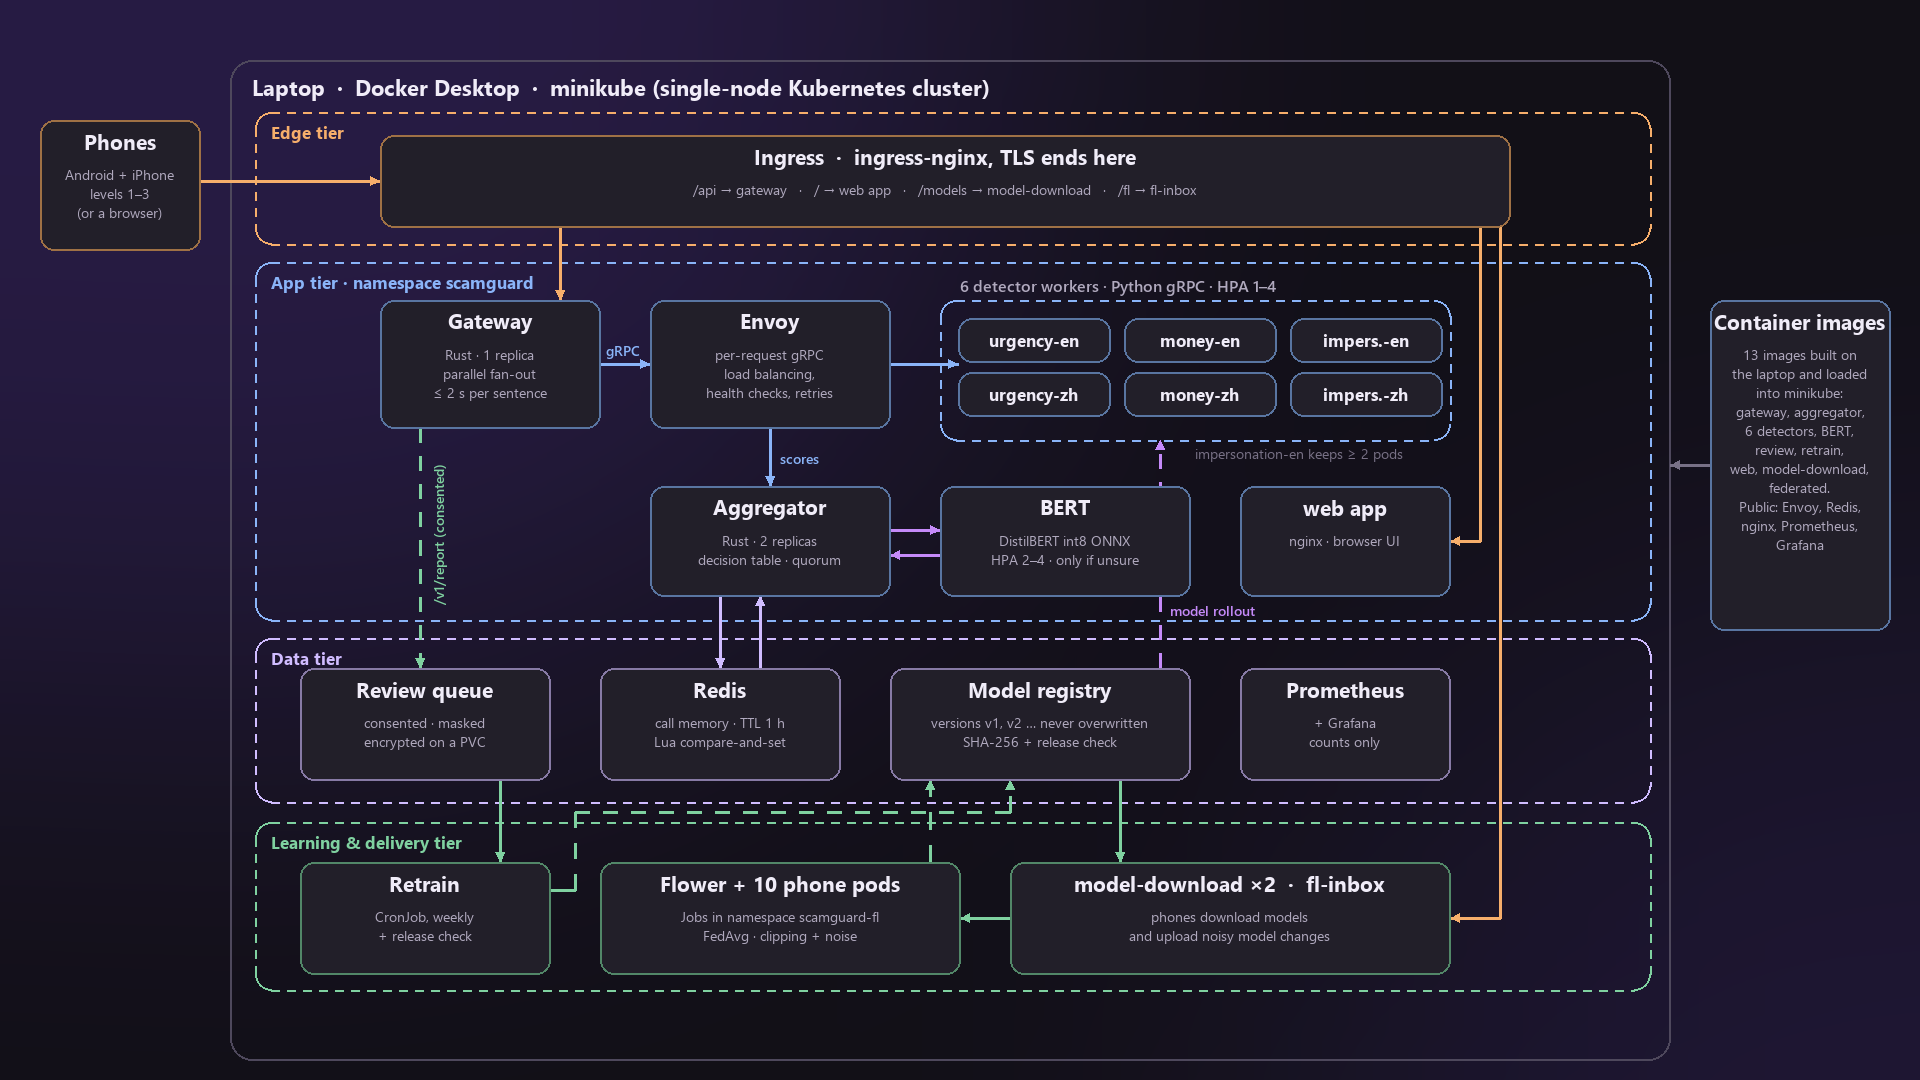 Laptop · Docker Desktop · minikube (single-node Kubernetes cluster)
Phones
Android + iPhone
levels 1–3
(or a browser)
Edge tier
Ingress · ingress-nginx, TLS ends here
/api → gateway · / → web app · /models → model-download · /fl → fl-inbox
App tier · namespace scamguard
Gateway
Rust · 1 replica
parallel fan-out
≤ 2 s per sentence
gRPC
Envoy
per-request gRPC
load balancing,
health checks, retries
6 detector workers · Python gRPC · HPA 1–4
urgency-en
money-en
impers.-en
urgency-zh
money-zh
impers.-zh
impersonation-en keeps ≥ 2 pods
scores
/v1/report (consented)
Aggregator
Rust · 2 replicas
decision table · quorum
BERT
DistilBERT int8 ONNX
HPA 2–4 · only if unsure
web app
nginx · browser UI
model rollout
Data tier
Review queue
consented · masked
encrypted on a PVC
Redis
call memory · TTL 1 h
Lua compare-and-set
Model registry
versions v1, v2 ... never overwritten
SHA-256 + release check
Prometheus
+ Grafana
counts only
Learning & delivery tier
Retrain
CronJob, weekly
+ release check
Flower + 10 phone pods
Jobs in namespace scamguard-fl
FedAvg · clipping + noise
model-download ×2 · fl-inbox
phones download models
and upload noisy model changes
Container images
13 images built on
the laptop and loaded
into minikube:
gateway, aggregator,
6 detectors, BERT,
review, retrain,
web, model-download,
federated.
Public: Envoy, Redis,
nginx, Prometheus,
Grafana